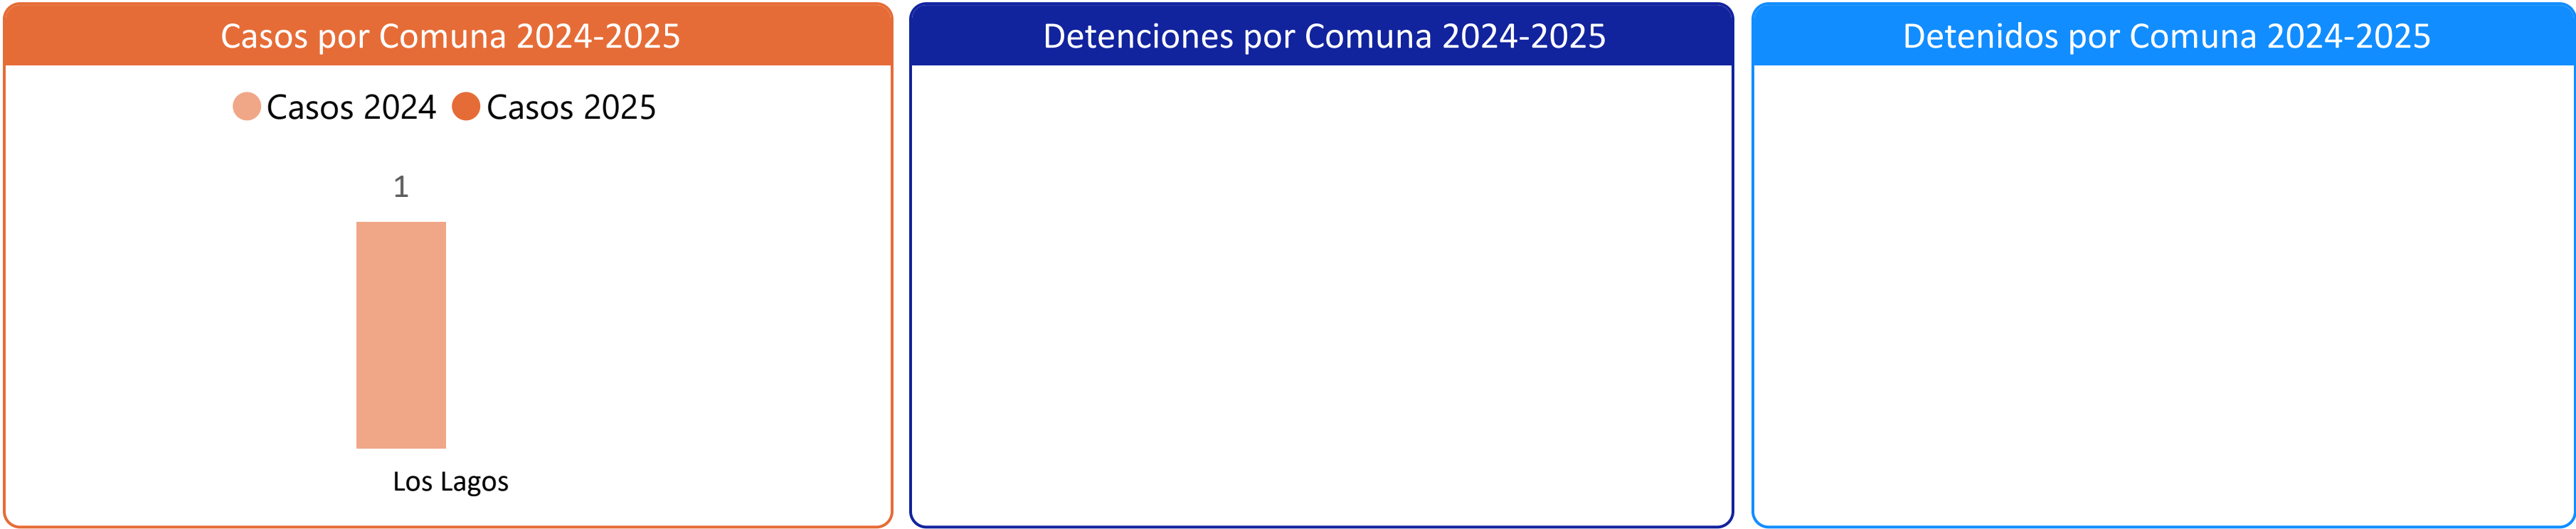 Casos por Comuna 2024-2025
Casos 2024 Casos 2025
1
Los Lagos
Detenciones por Comuna 2024-2025
Detenidos por Comuna 2024-2025